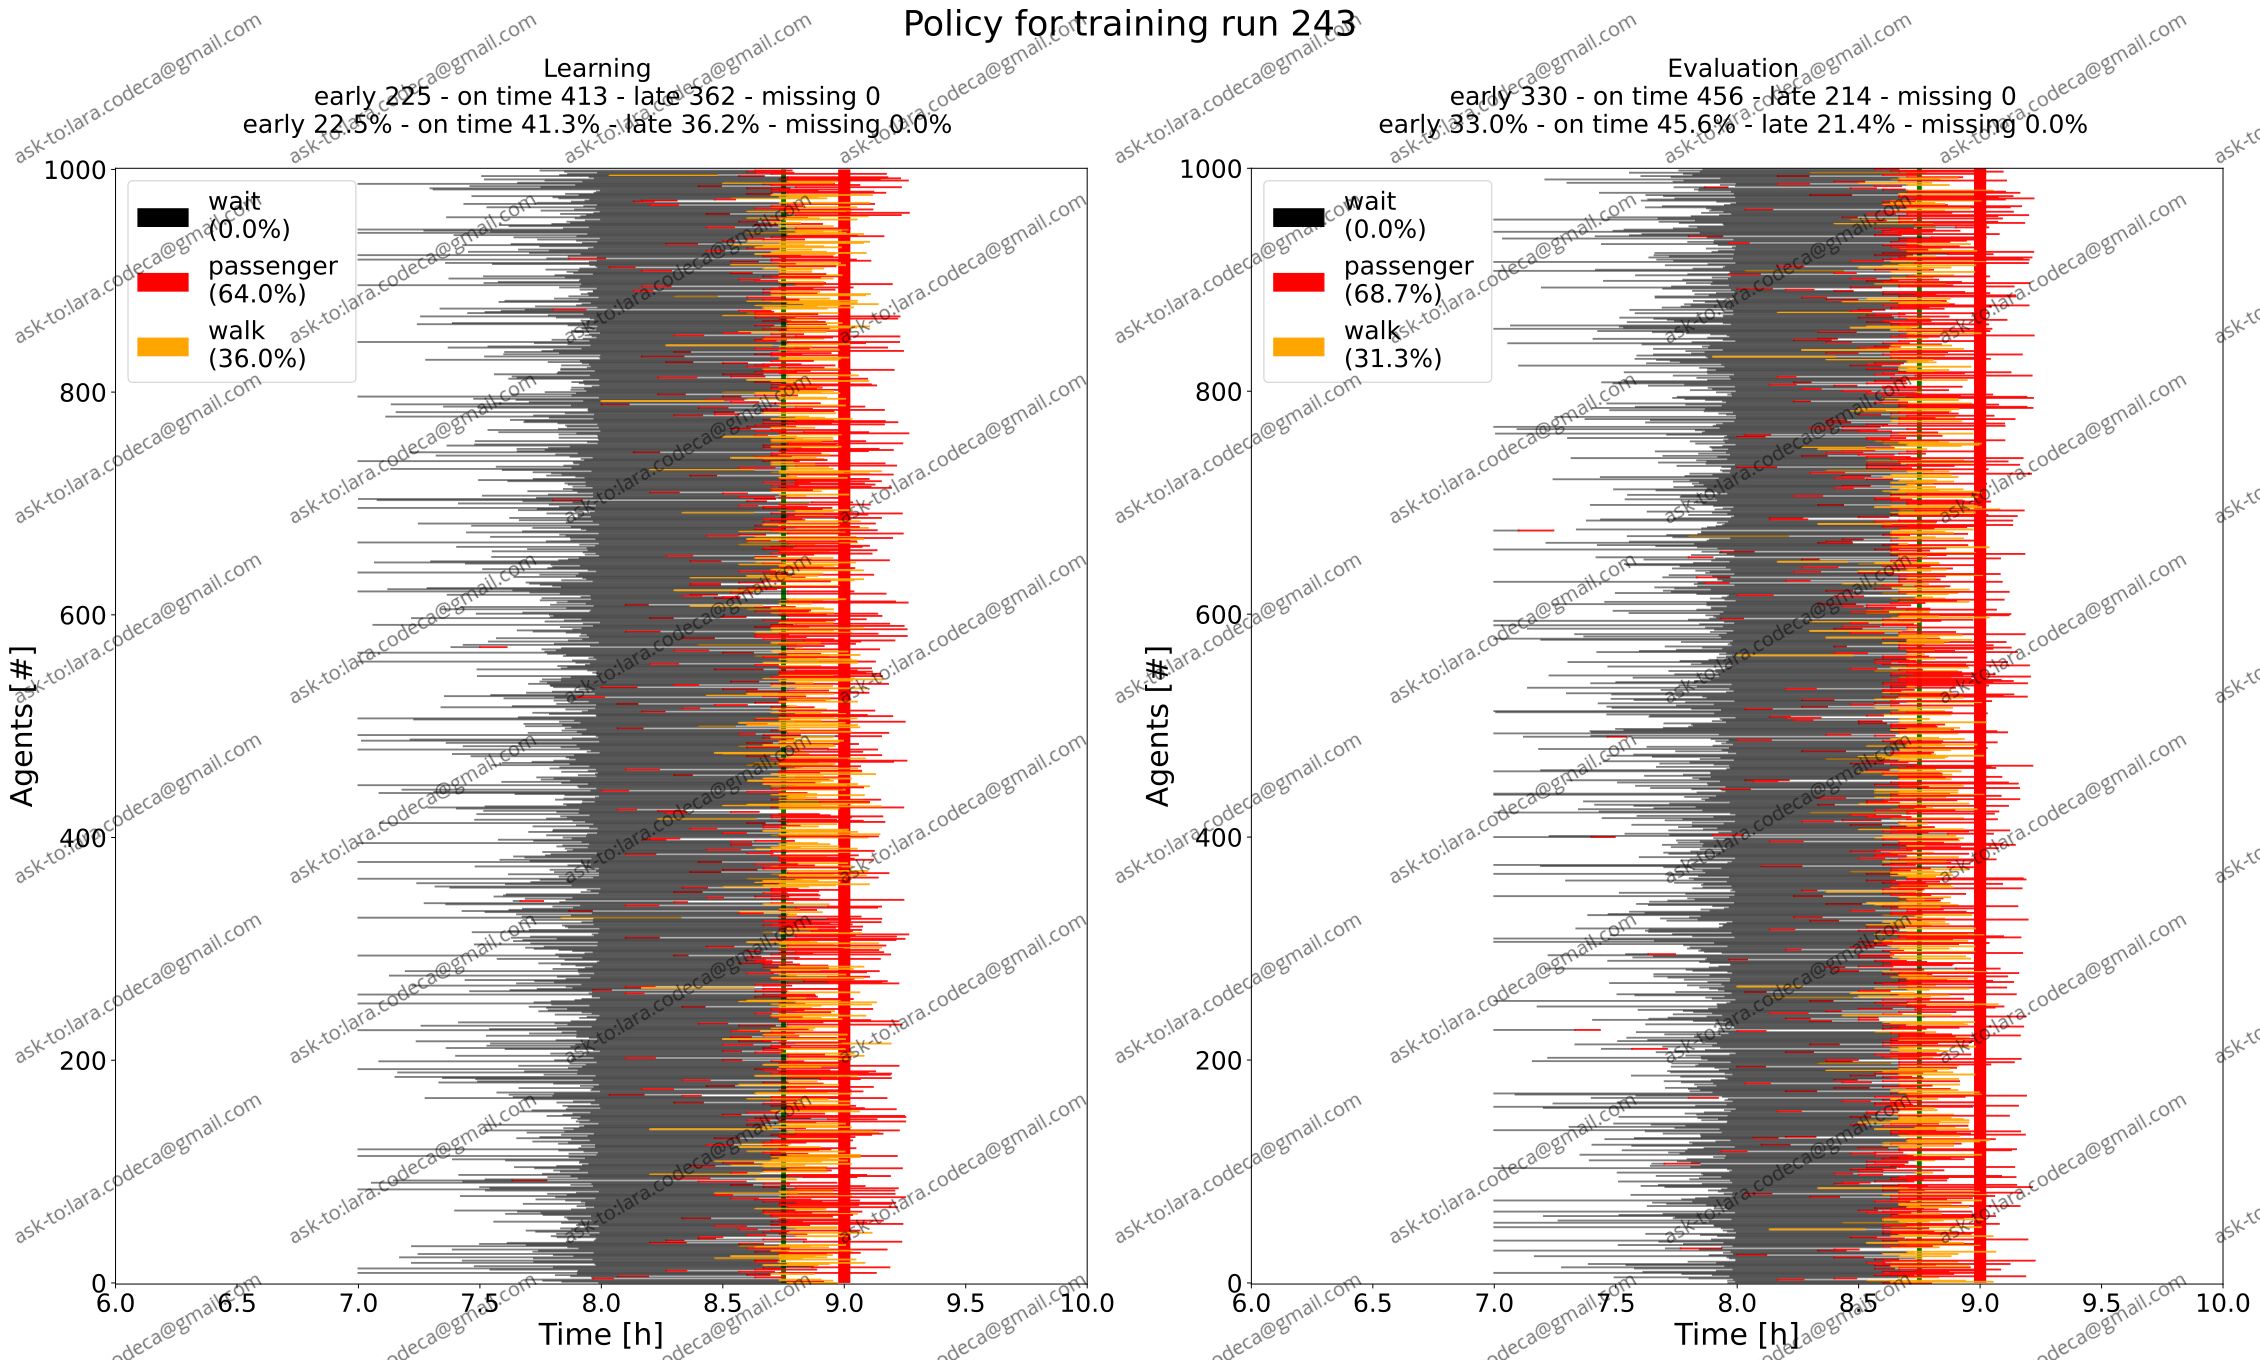 Policy for training run 243
Learning
early 225 - on time 413 - late 362 - missing 0
early 22.5% - on time 41.3% - late 36.2% - missing 0.0%
Evaluation
early 330 - on time 456 - late 214 - missing 0
early 33.0% - on time 45.6% - late 21.4% - missing 0.0%
wait
(0.0%)
passenger
(64.0%)
walk
(36.0%)
1000
800
600
400
200
0
Agents [#]
6.0 6.5 7.0 7.5 8.0 8.5 9.0 9.5 10.0
Time [h]
wait
(0.0%)
passenger
(68.7%)
walk
(31.3%)
1000
800
600
400
200
0
Agents [#]
6.0 6.5 7.0 7.5 8.0 8.5 9.0 9.5 10.0
Time [h]
ask-to:lara.codeca@gmail.com